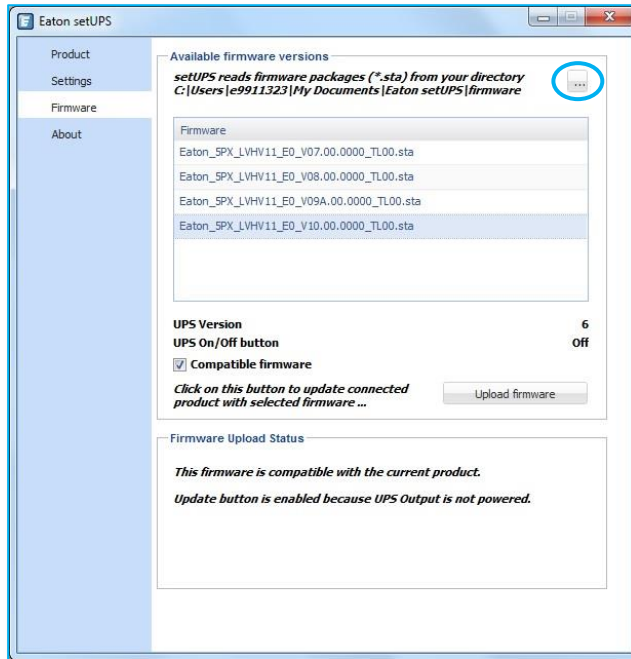 Eaton setUPS
Product
Settings
Firmware
About
Available firmware versions
setUPS reads firmware packages (*.sta) from your directory
C:|Users|e9911323|My Documents|Eaton setUPS|firmware
...
Firmware
Eaton_5PX_LVHV11_E0_V07.00.0000_TL00.sta
Eaton_5PX_LVHV11_E0_V08.00.0000_TL00.sta
Eaton_5PX_LVHV11_E0_V09A.00.0000_TL00.sta
Eaton_5PX_LVHV11_E0_V10.00.0000_TL00.sta
UPS Version 6
UPS On/Off button Off
Compatible firmware
Click on this button to update connected
product with selected firmware ...
Upload firmware
Firmware Upload Status
This firmware is compatible with the current product.
Update button is enabled because UPS Output is not powered.